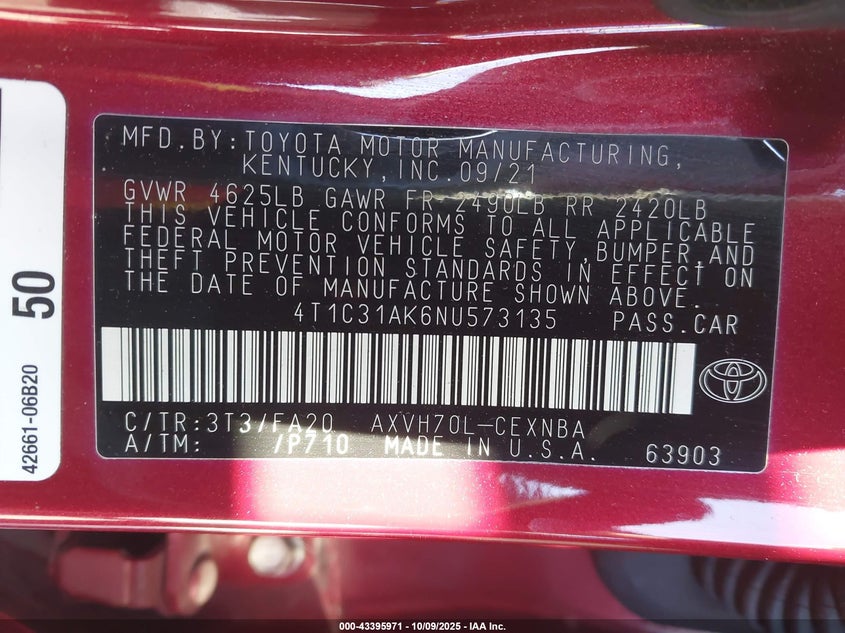 MFD.BY:TOYOTA MOTOR MANUFACTURING,
KENTUCKY,INC.09/21
GVWR 4625LB GAWR FR 2490LB RR 2420LB
THIS VEHICLE CONFORMS TO ALL APPLICABLE
FEDERAL MOTOR VEHICLE SAFETY,BUMPER,AND
THEFT PREVENTION STANDARDS IN EFFECT ON
THE DATE OF MANUFACTURE SHOWN ABOVE.
4T1C31AK6NU573135 PASS.CAR
C/TR:3T3/FA20 AXVH70L-CEXNBA
A/TM: /P710 MADE IN U.S.A. 63903
50
42661-06B20
000-43395971 - 10/09/2025 - IAA Inc.